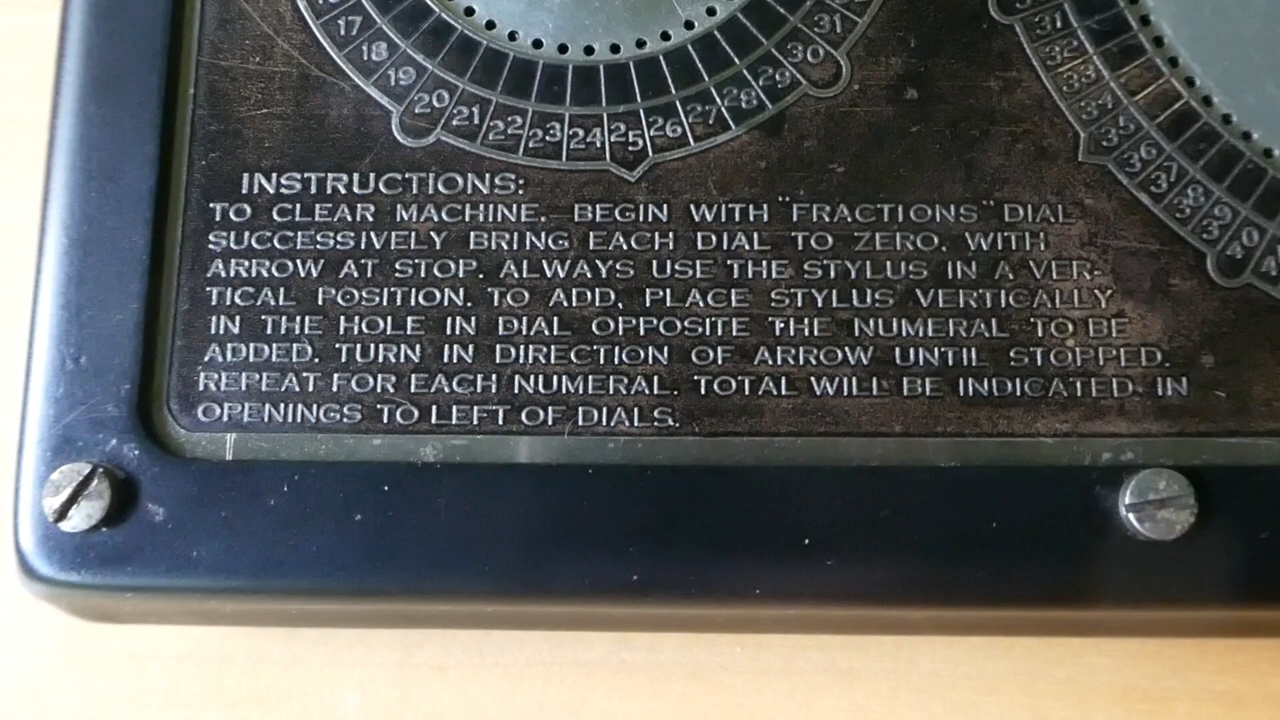 17 18 19 20 21 22 23 24 25 26 27 28 29 30 31
31 32 33 34 35 36 37 38 39 40
INSTRUCTIONS:
TO CLEAR MACHINE. BEGIN WITH "FRACTIONS" DIAL
SUCCESSIVELY BRING EACH DIAL TO ZERO, WITH
ARROW AT STOP. ALWAYS USE THE STYLUS IN A VER-
TICAL POSITION. TO ADD, PLACE STYLUS VERTICALLY
IN THE HOLE IN DIAL OPPOSITE THE NUMERAL TO BE
ADDED. TURN IN DIRECTION OF ARROW UNTIL STOPPED.
REPEAT FOR EACH NUMERAL. TOTAL WILL BE INDICATED IN
OPENINGS TO LEFT OF DIALS.